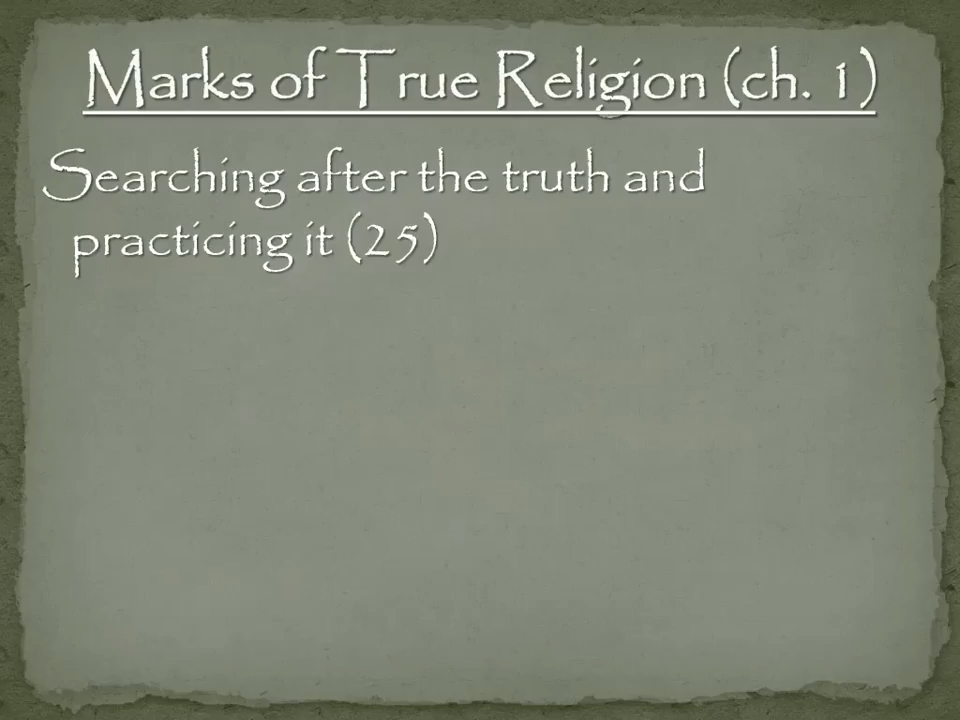 Marks of True Religion (ch. 1)
Searching after the truth and
practicing it (25)